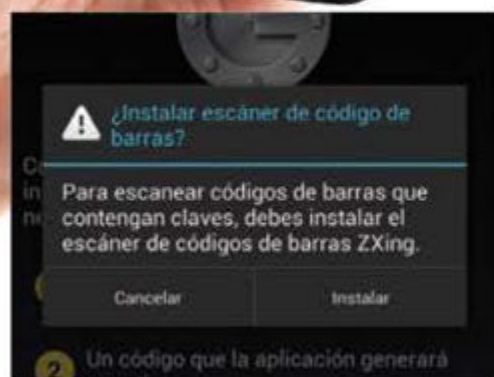 ¿Instalar escáner de código de
barras?
Para escanear códigos de barras que
contengan claves, debes instalar el
escáner de códigos de barras ZXing.
Cancelar
Instalar
2
Un código que la aplicación generará